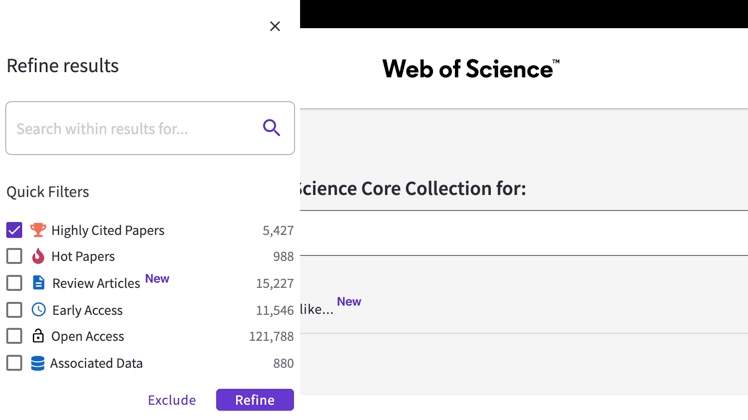 ×
Refine results
Web of Science™
Search within results for...
Science Core Collection for:
Quick Filters
Highly Cited Papers 5,427
Hot Papers 988
Review Articles New 15,227
like... New
Early Access 11,546
Open Access 121,788
Associated Data 880
Exclude Refine